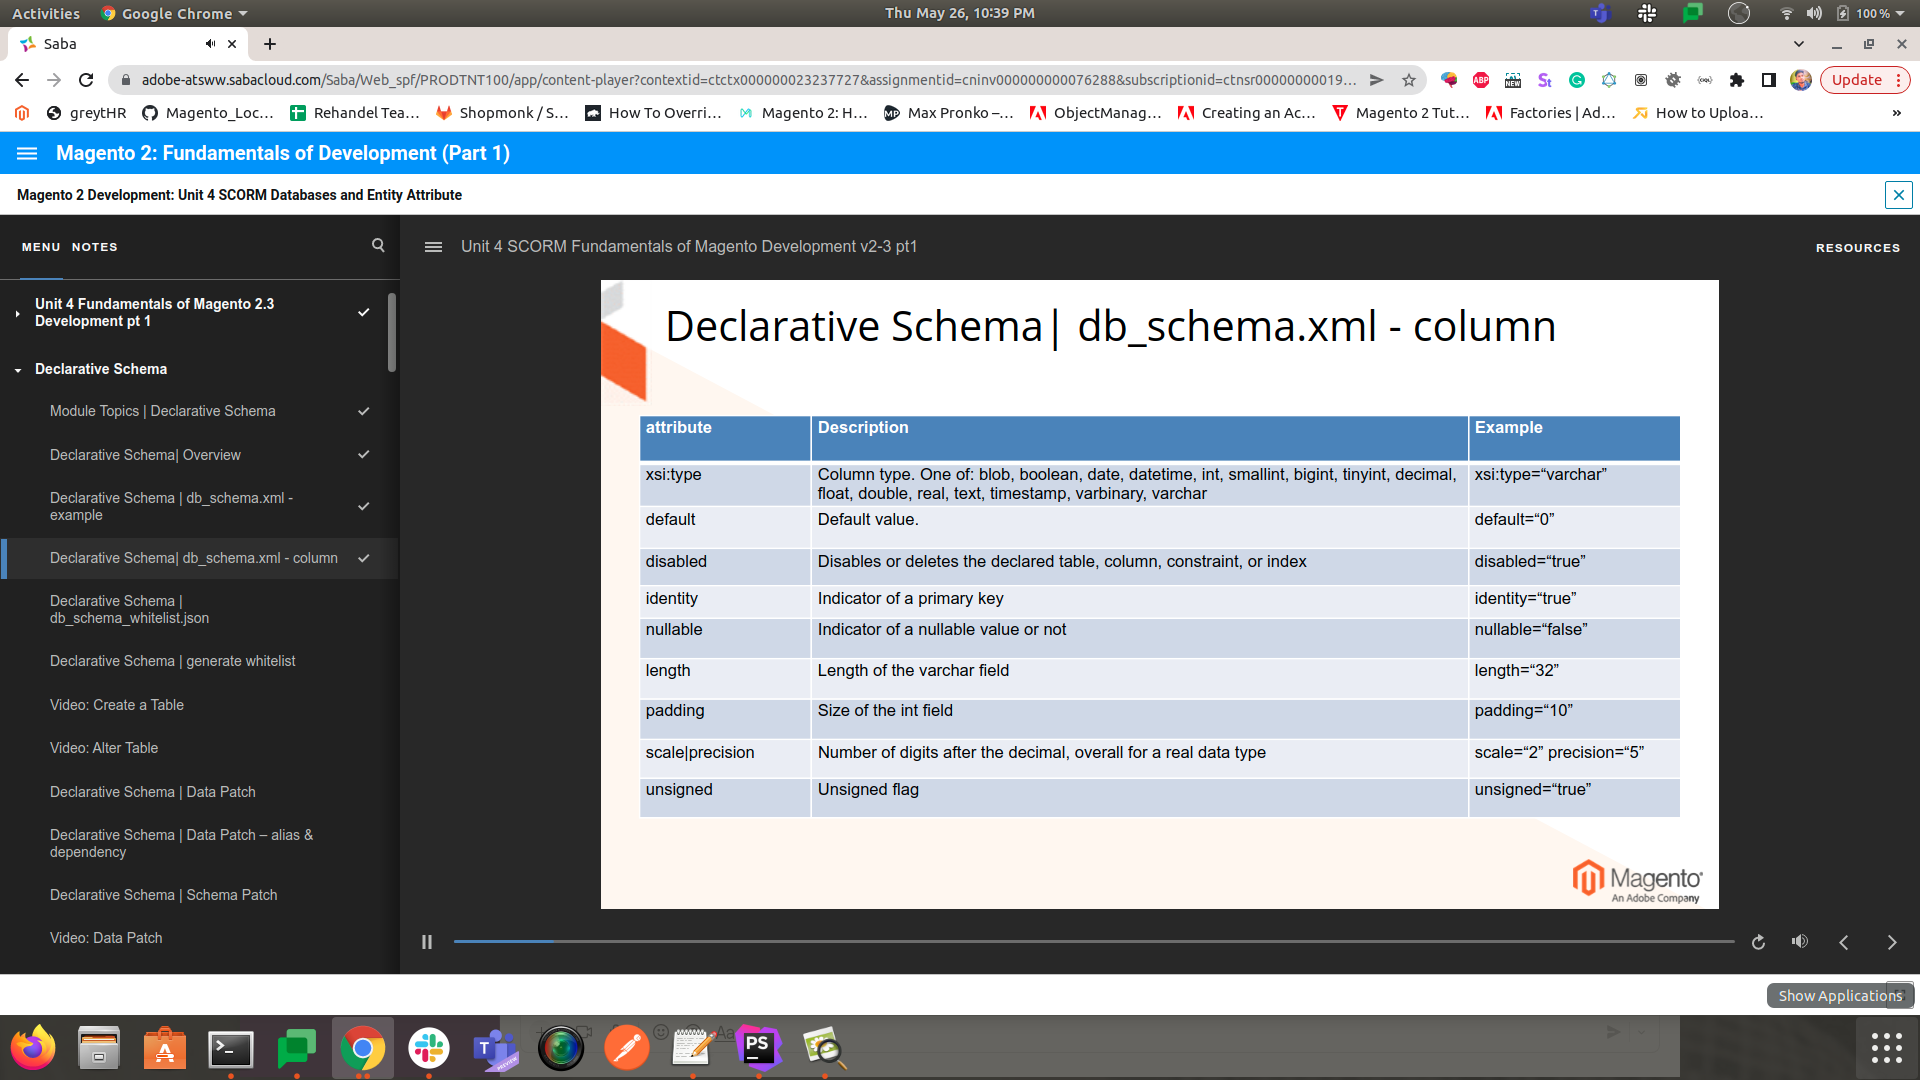 Activities Google Chrome Thu May 26, 10:39 PM 100 %
Saba
adobe-atsww.sabacloud.com/Saba/Web_spf/PRODTNT100/app/content-player?contextid=ctctx000000023237727&assignmentid=cninv000000000076288&subscriptionid=ctnsr00000000019... ABP NEW St Update
greytHR Magento_Loc... Rehandel Tea... Shopmonk / S... How To Overri... Magento 2: H... Max Pronko –... ObjectManag... Creating an Ac... Magento 2 Tut... Factories | Ad... How to Uploa... »
Magento 2: Fundamentals of Development (Part 1)
Magento 2 Development: Unit 4 SCORM Databases and Entity Attribute
MENU NOTES
Unit 4 SCORM Fundamentals of Magento Development v2-3 pt1
RESOURCES
Unit 4 Fundamentals of Magento 2.3
Development pt 1
Declarative Schema
Module Topics | Declarative Schema
Declarative Schema| Overview
Declarative Schema | db_schema.xml -
example
Declarative Schema| db_schema.xml - column
Declarative Schema |
db_schema_whitelist.json
Declarative Schema | generate whitelist
Video: Create a Table
Video: Alter Table
Declarative Schema | Data Patch
Declarative Schema | Data Patch – alias &
dependency
Declarative Schema | Schema Patch
Video: Data Patch
Declarative Schema| db_schema.xml - column
attribute Description Example
xsi:type Column type. One of: blob, boolean, date, datetime, int, smallint, bigint, tinyint, decimal, xsi:type=“varchar”
float, double, real, text, timestamp, varbinary, varchar
default Default value. default=“0”
disabled Disables or deletes the declared table, column, constraint, or index disabled=“true”
identity Indicator of a primary key identity=“true”
nullable Indicator of a nullable value or not nullable=“false”
length Length of the varchar field length=“32”
padding Size of the int field padding=“10”
scale|precision Number of digits after the decimal, overall for a real data type scale=“2” precision=“5”
unsigned Unsigned flag unsigned=“true”
Magento
An Adobe Company
Show Applications
Aa
PS